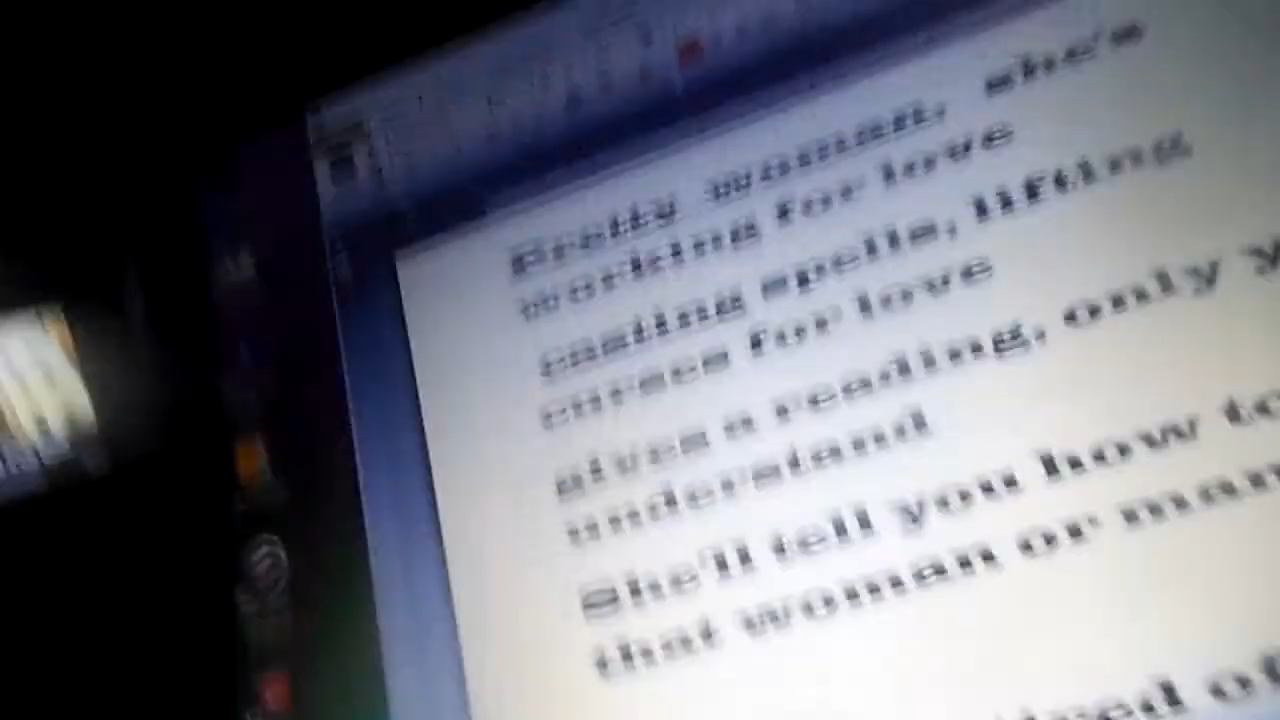 Pretty woman, she's
working for love
casting spells, lifting
curses for love
gives a reading, only
understand
She'll tell you how to
that woman or man